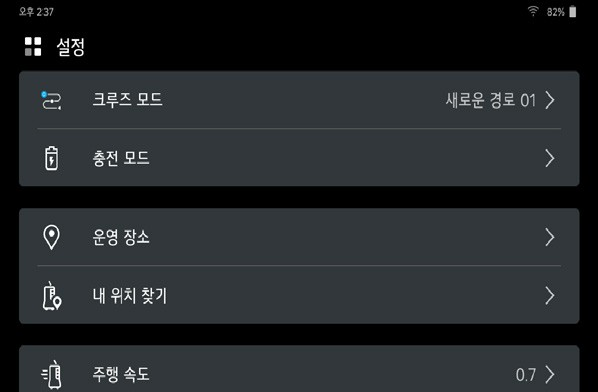 오후 2:37
82%
설정
크루즈 모드
새로운 경로 01
충전 모드
운영 장소
내 위치 찾기
주행 속도
0.7